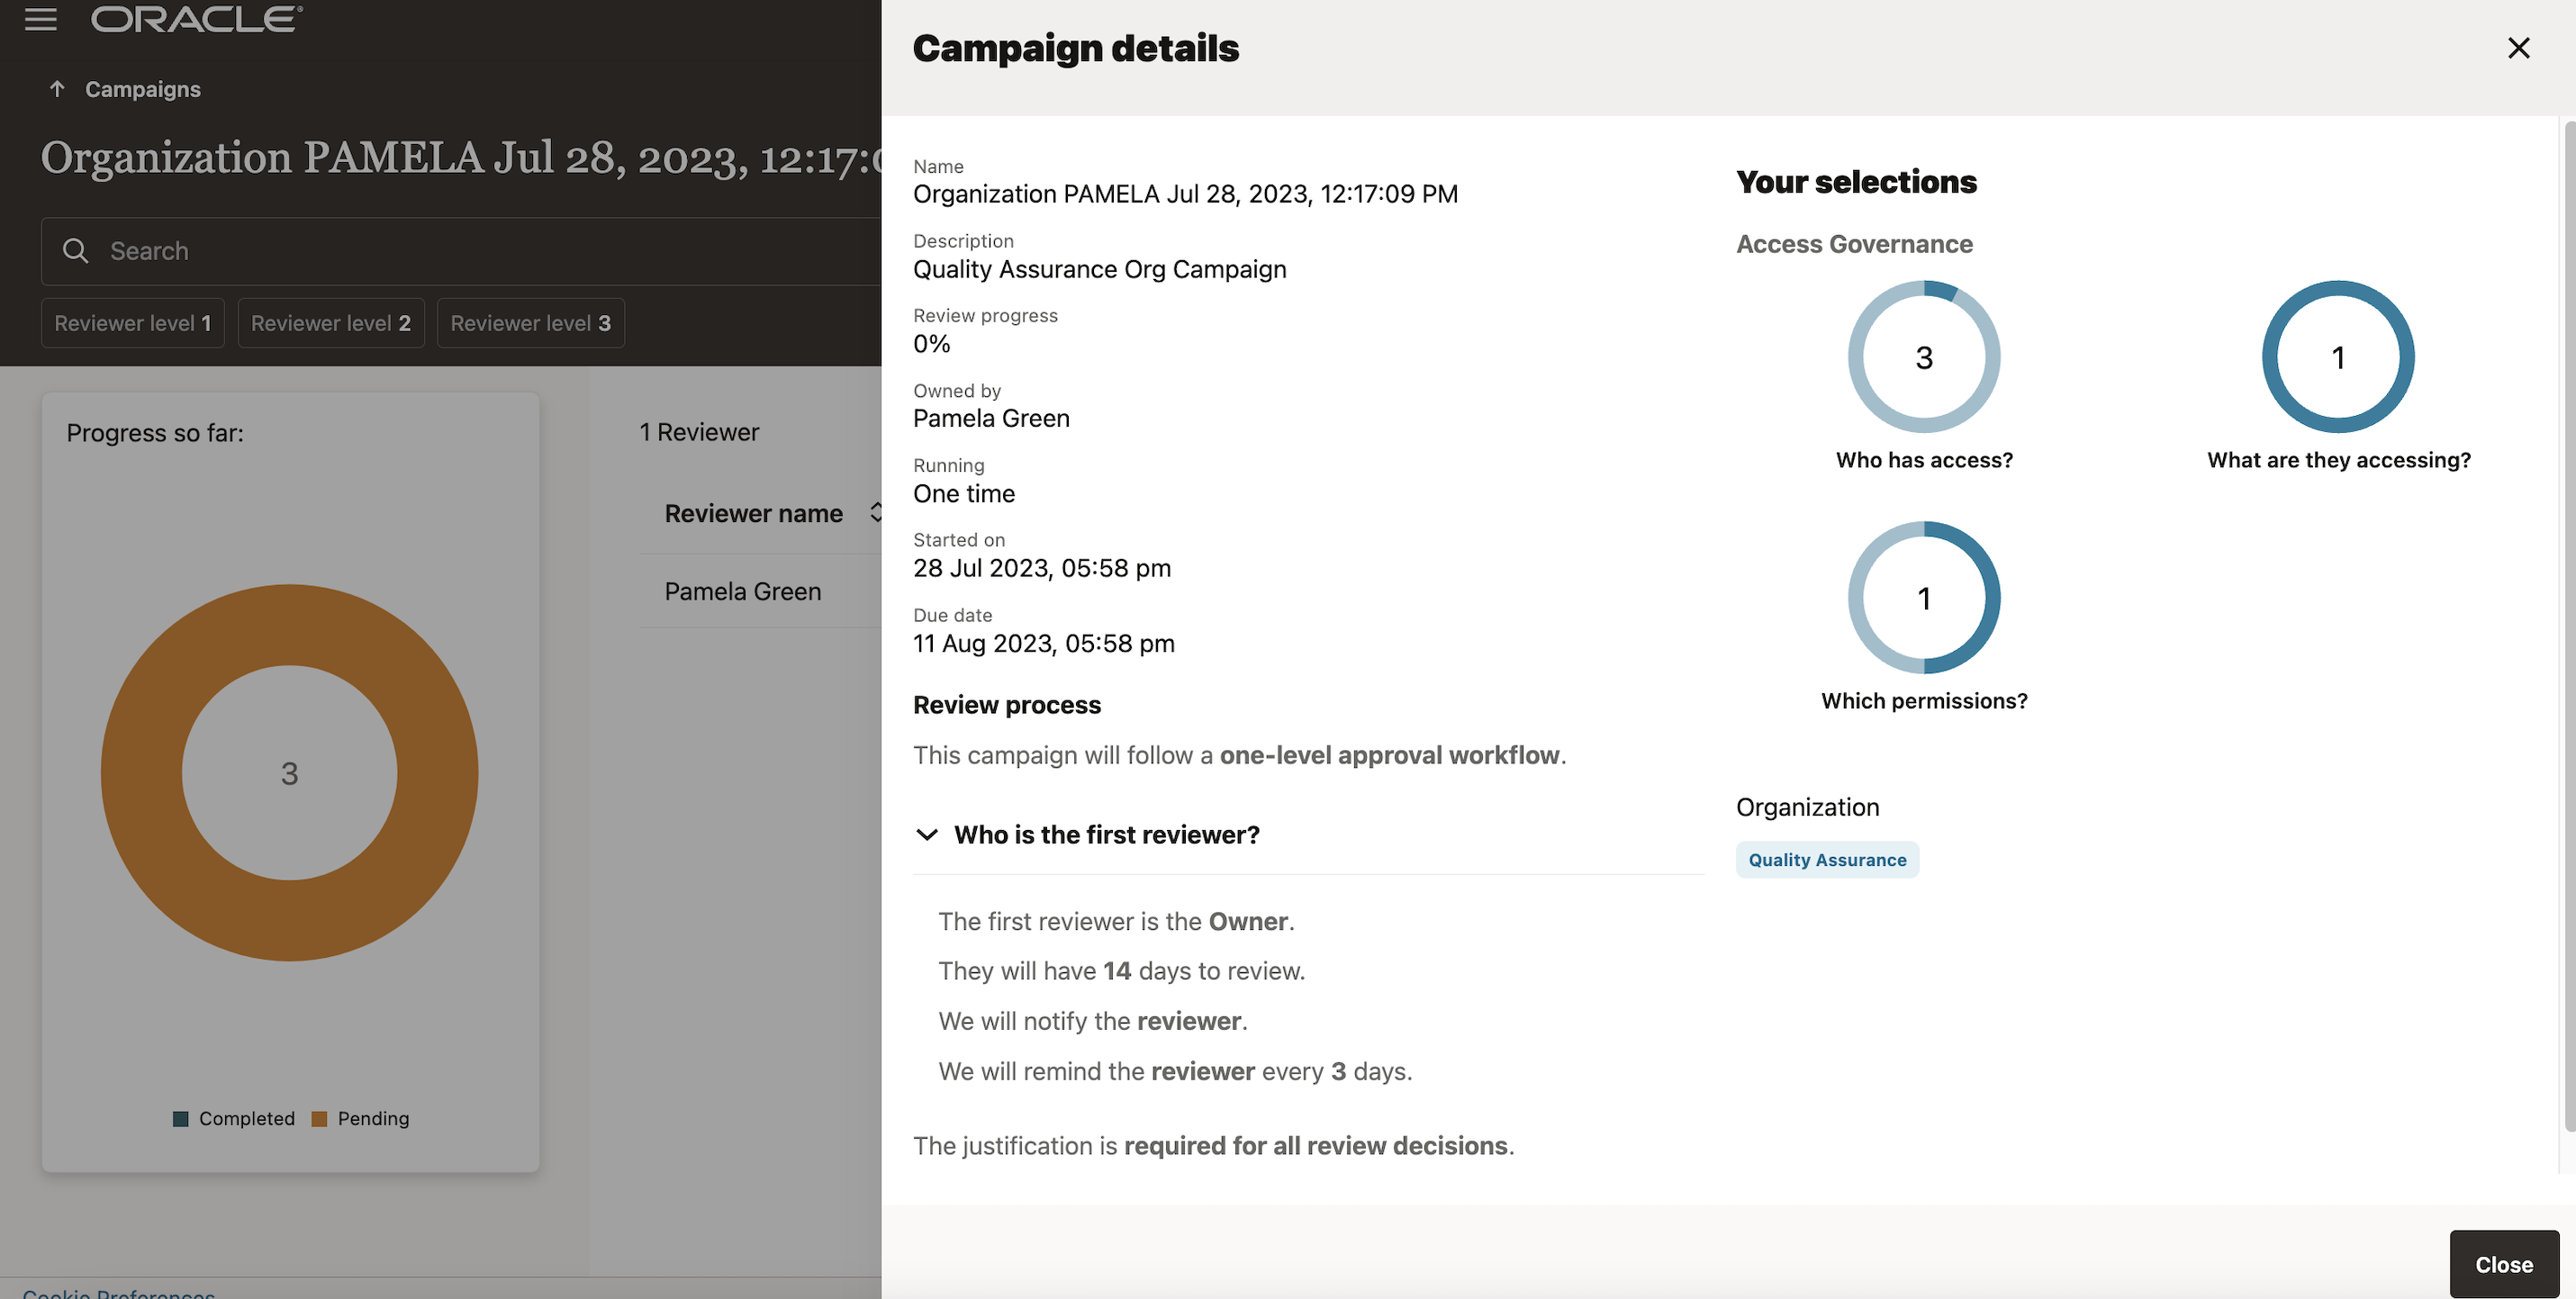 ORACLE
Campaigns
Organization PAMELA Jul 28, 2023, 12:17:0
Search
Reviewer level 1
Reviewer level 2
Reviewer level 3
Progress so far:
3
Completed
Pending
1 Reviewer
Reviewer name
Pamela Green
Cookie Preferences
Campaign details
Name
Organization PAMELA Jul 28, 2023, 12:17:09 PM
Description
Quality Assurance Org Campaign
Review progress
0%
Owned by
Pamela Green
Running
One time
Started on
28 Jul 2023, 05:58 pm
Due date
11 Aug 2023, 05:58 pm
Review process
This campaign will follow a one-level approval workflow.
Who is the first reviewer?
The first reviewer is the Owner.
They will have 14 days to review.
We will notify the reviewer.
We will remind the reviewer every 3 days.
The justification is required for all review decisions.
Your selections
Access Governance
3
Who has access?
1
What are they accessing?
1
Which permissions?
Organization
Quality Assurance
Close